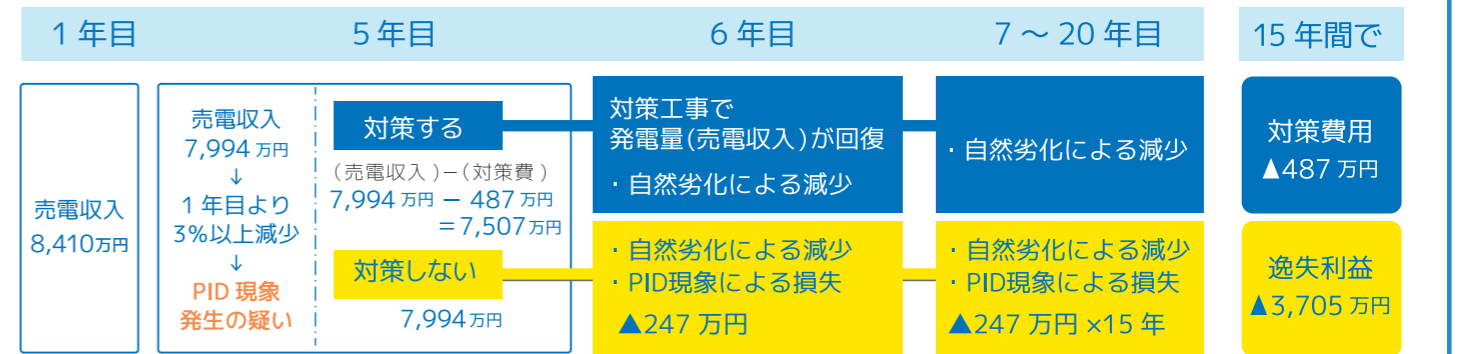 1 年目
5 年目
6 年目
7 ～ 20 年目
15 年間で
売電収入
8,410万円
売電収入
7,994 万円
↓
1 年目より
3%以上減少
↓
PID 現象
発生の疑い
対策する
(売電収入)−(対策費)
7,994 万円 − 487 万円
＝7,507万円
対策しない
7,994万円
対策工事で
発電量(売電収入)が回復
・自然劣化による減少
・自然劣化による減少
・PID現象による損失
▲247 万円
・自然劣化による減少
・自然劣化による減少
・PID現象による損失
▲247 万円 ×15 年
対策費用
▲487 万円
逸失利益
▲3,705 万円